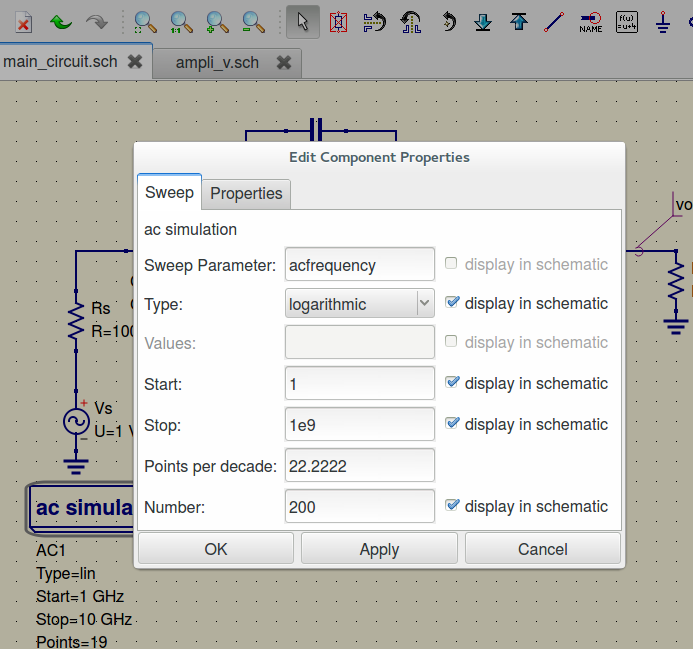 1:1
NAME
f(u)
=u+4
main_circuit.sch
ampli_v.sch
Edit Component Properties
Sweep Properties
ac simulation
Sweep Parameter: acfrequency display in schematic
Type: logarithmic display in schematic
Values: display in schematic
Start: 1 display in schematic
Stop: 1e9 display in schematic
Points per decade: 22.2222
Number: 200 display in schematic
OK Apply Cancel
vo
Rs
R=100
Vs
U=1 V
ac simula
AC1
Type=lin
Start=1 GHz
Stop=10 GHz
Points=19